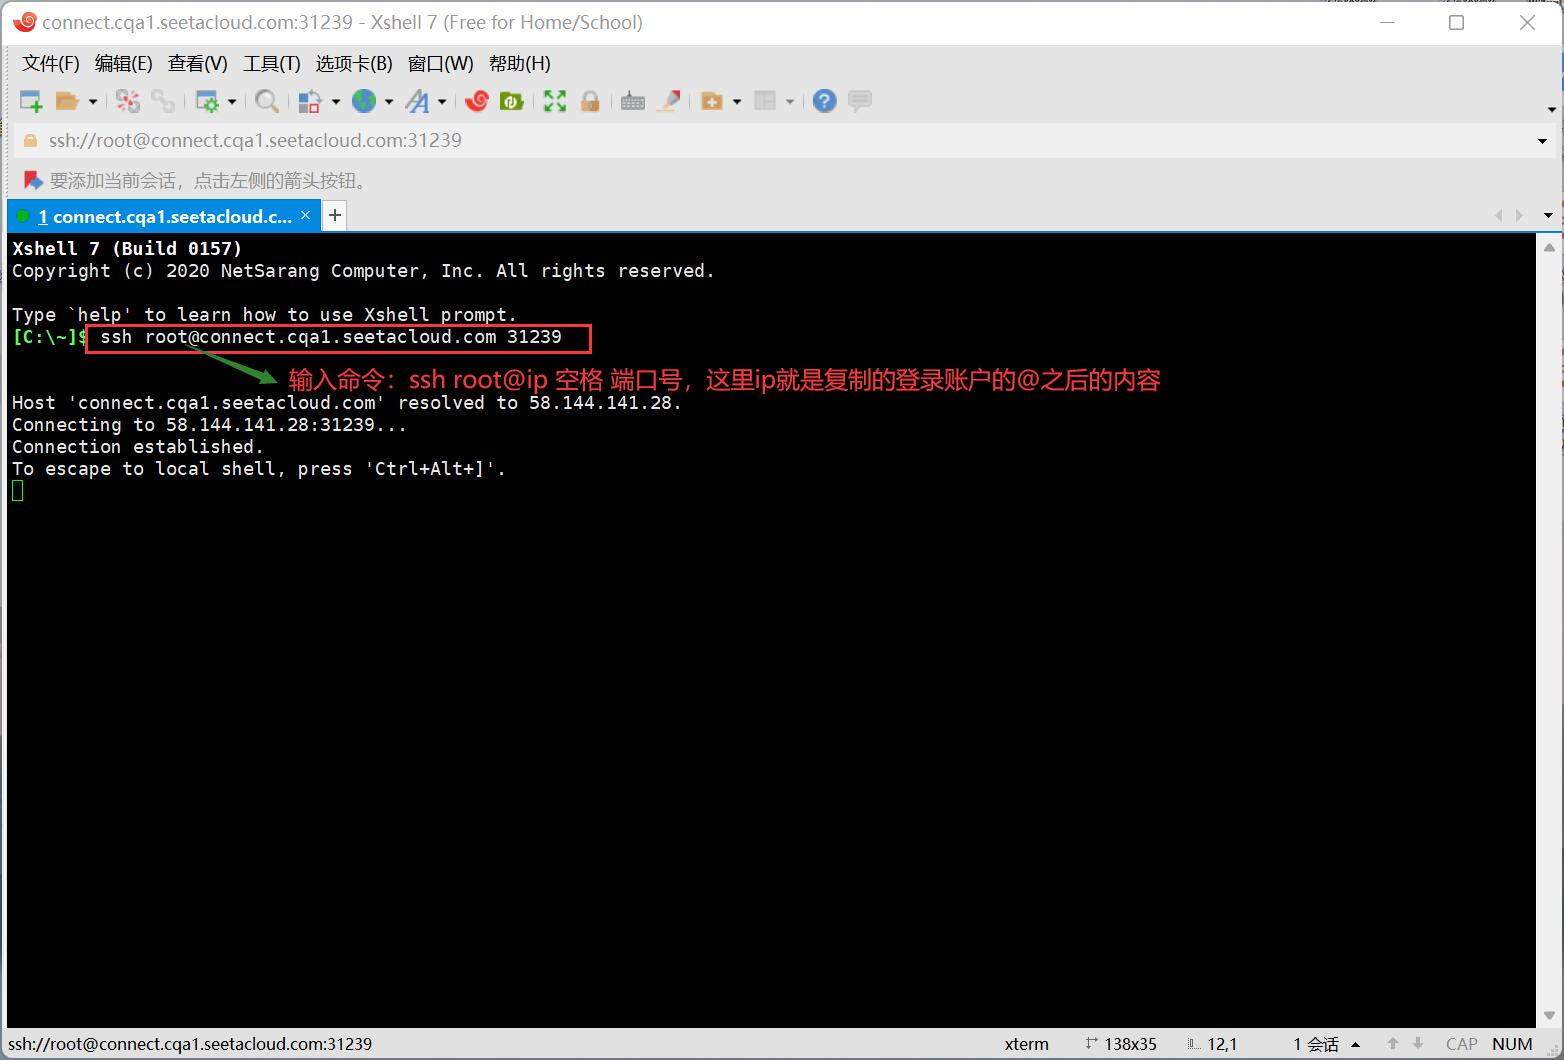 connect.cqa1.seetacloud.com:31239 - Xshell 7 (Free for Home/School)
文件(F) 编辑(E) 查看(V) 工具(T) 选项卡(B) 窗口(W) 帮助(H)
ssh://root@connect.cqa1.seetacloud.com:31239
要添加当前会话，点击左侧的箭头按钮。
1 connect.cqa1.seetacloud.c... × +
Xshell 7 (Build 0157)
Copyright (c) 2020 NetSarang Computer, Inc. All rights reserved.
Type `help' to learn how to use Xshell prompt.
[C:\~]$ ssh root@connect.cqa1.seetacloud.com 31239
输入命令：ssh root@ip 空格 端口号，这里ip就是复制的登录账户的@之后的内容
Host 'connect.cqa1.seetacloud.com' resolved to 58.144.141.28.
Connecting to 58.144.141.28:31239...
Connection established.
To escape to local shell, press 'Ctrl+Alt+]'.
ssh://root@connect.cqa1.seetacloud.com:31239 xterm 138x35 12,1 1 会话 CAP NUM